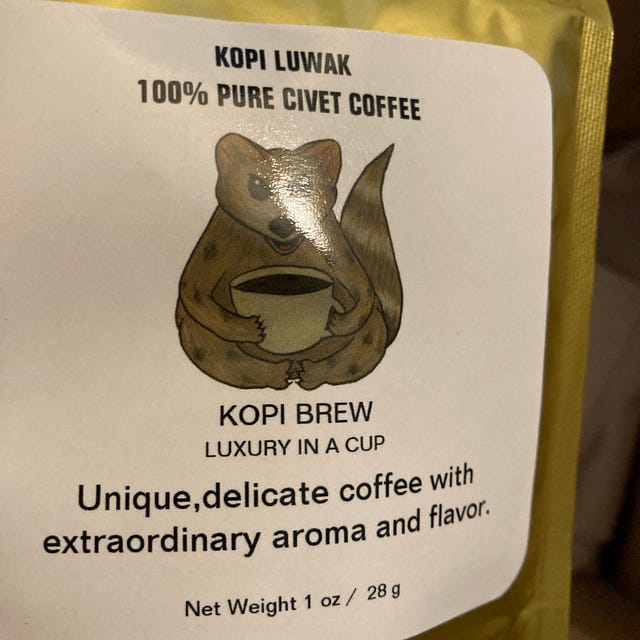 KOPI LUWAK
100% PURE CIVET COFFEE
KOPI BREW
LUXURY IN A CUP
Unique,delicate coffee with
extraordinary aroma and flavor.
Net Weight 1 oz / 28 g